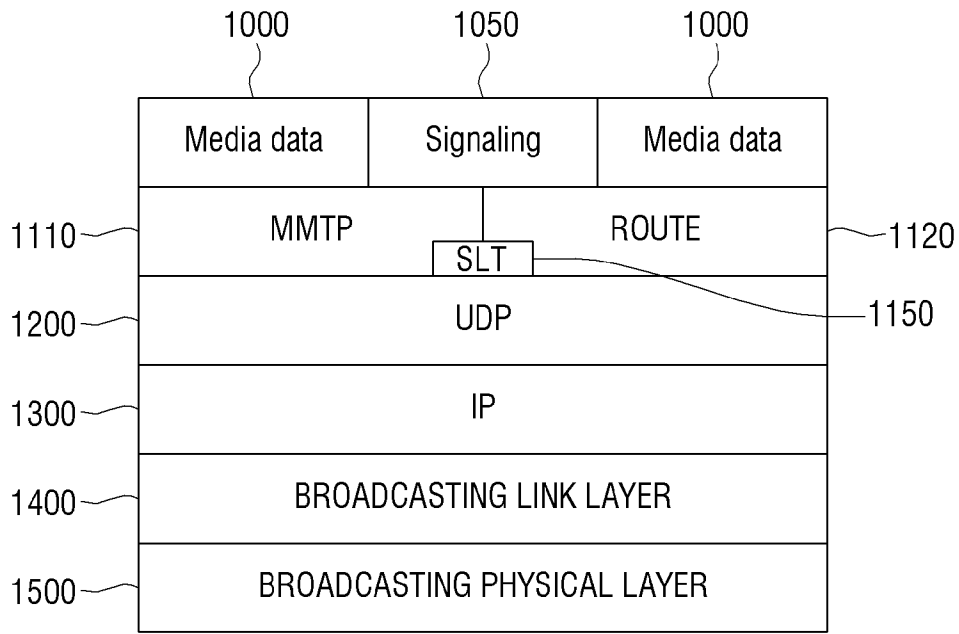 1000 1050 1000
Media data Signaling Media data
1110 MMTP ROUTE 1120
SLT
1200 UDP 1150
1300 IP
1400 BROADCASTING LINK LAYER
1500 BROADCASTING PHYSICAL LAYER